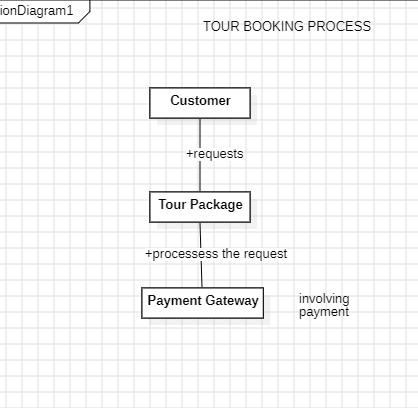 ionDiagram1
TOUR BOOKING PROCESS
Customer
+requests
Tour Package
+processess the request
Payment Gateway
involving
payment